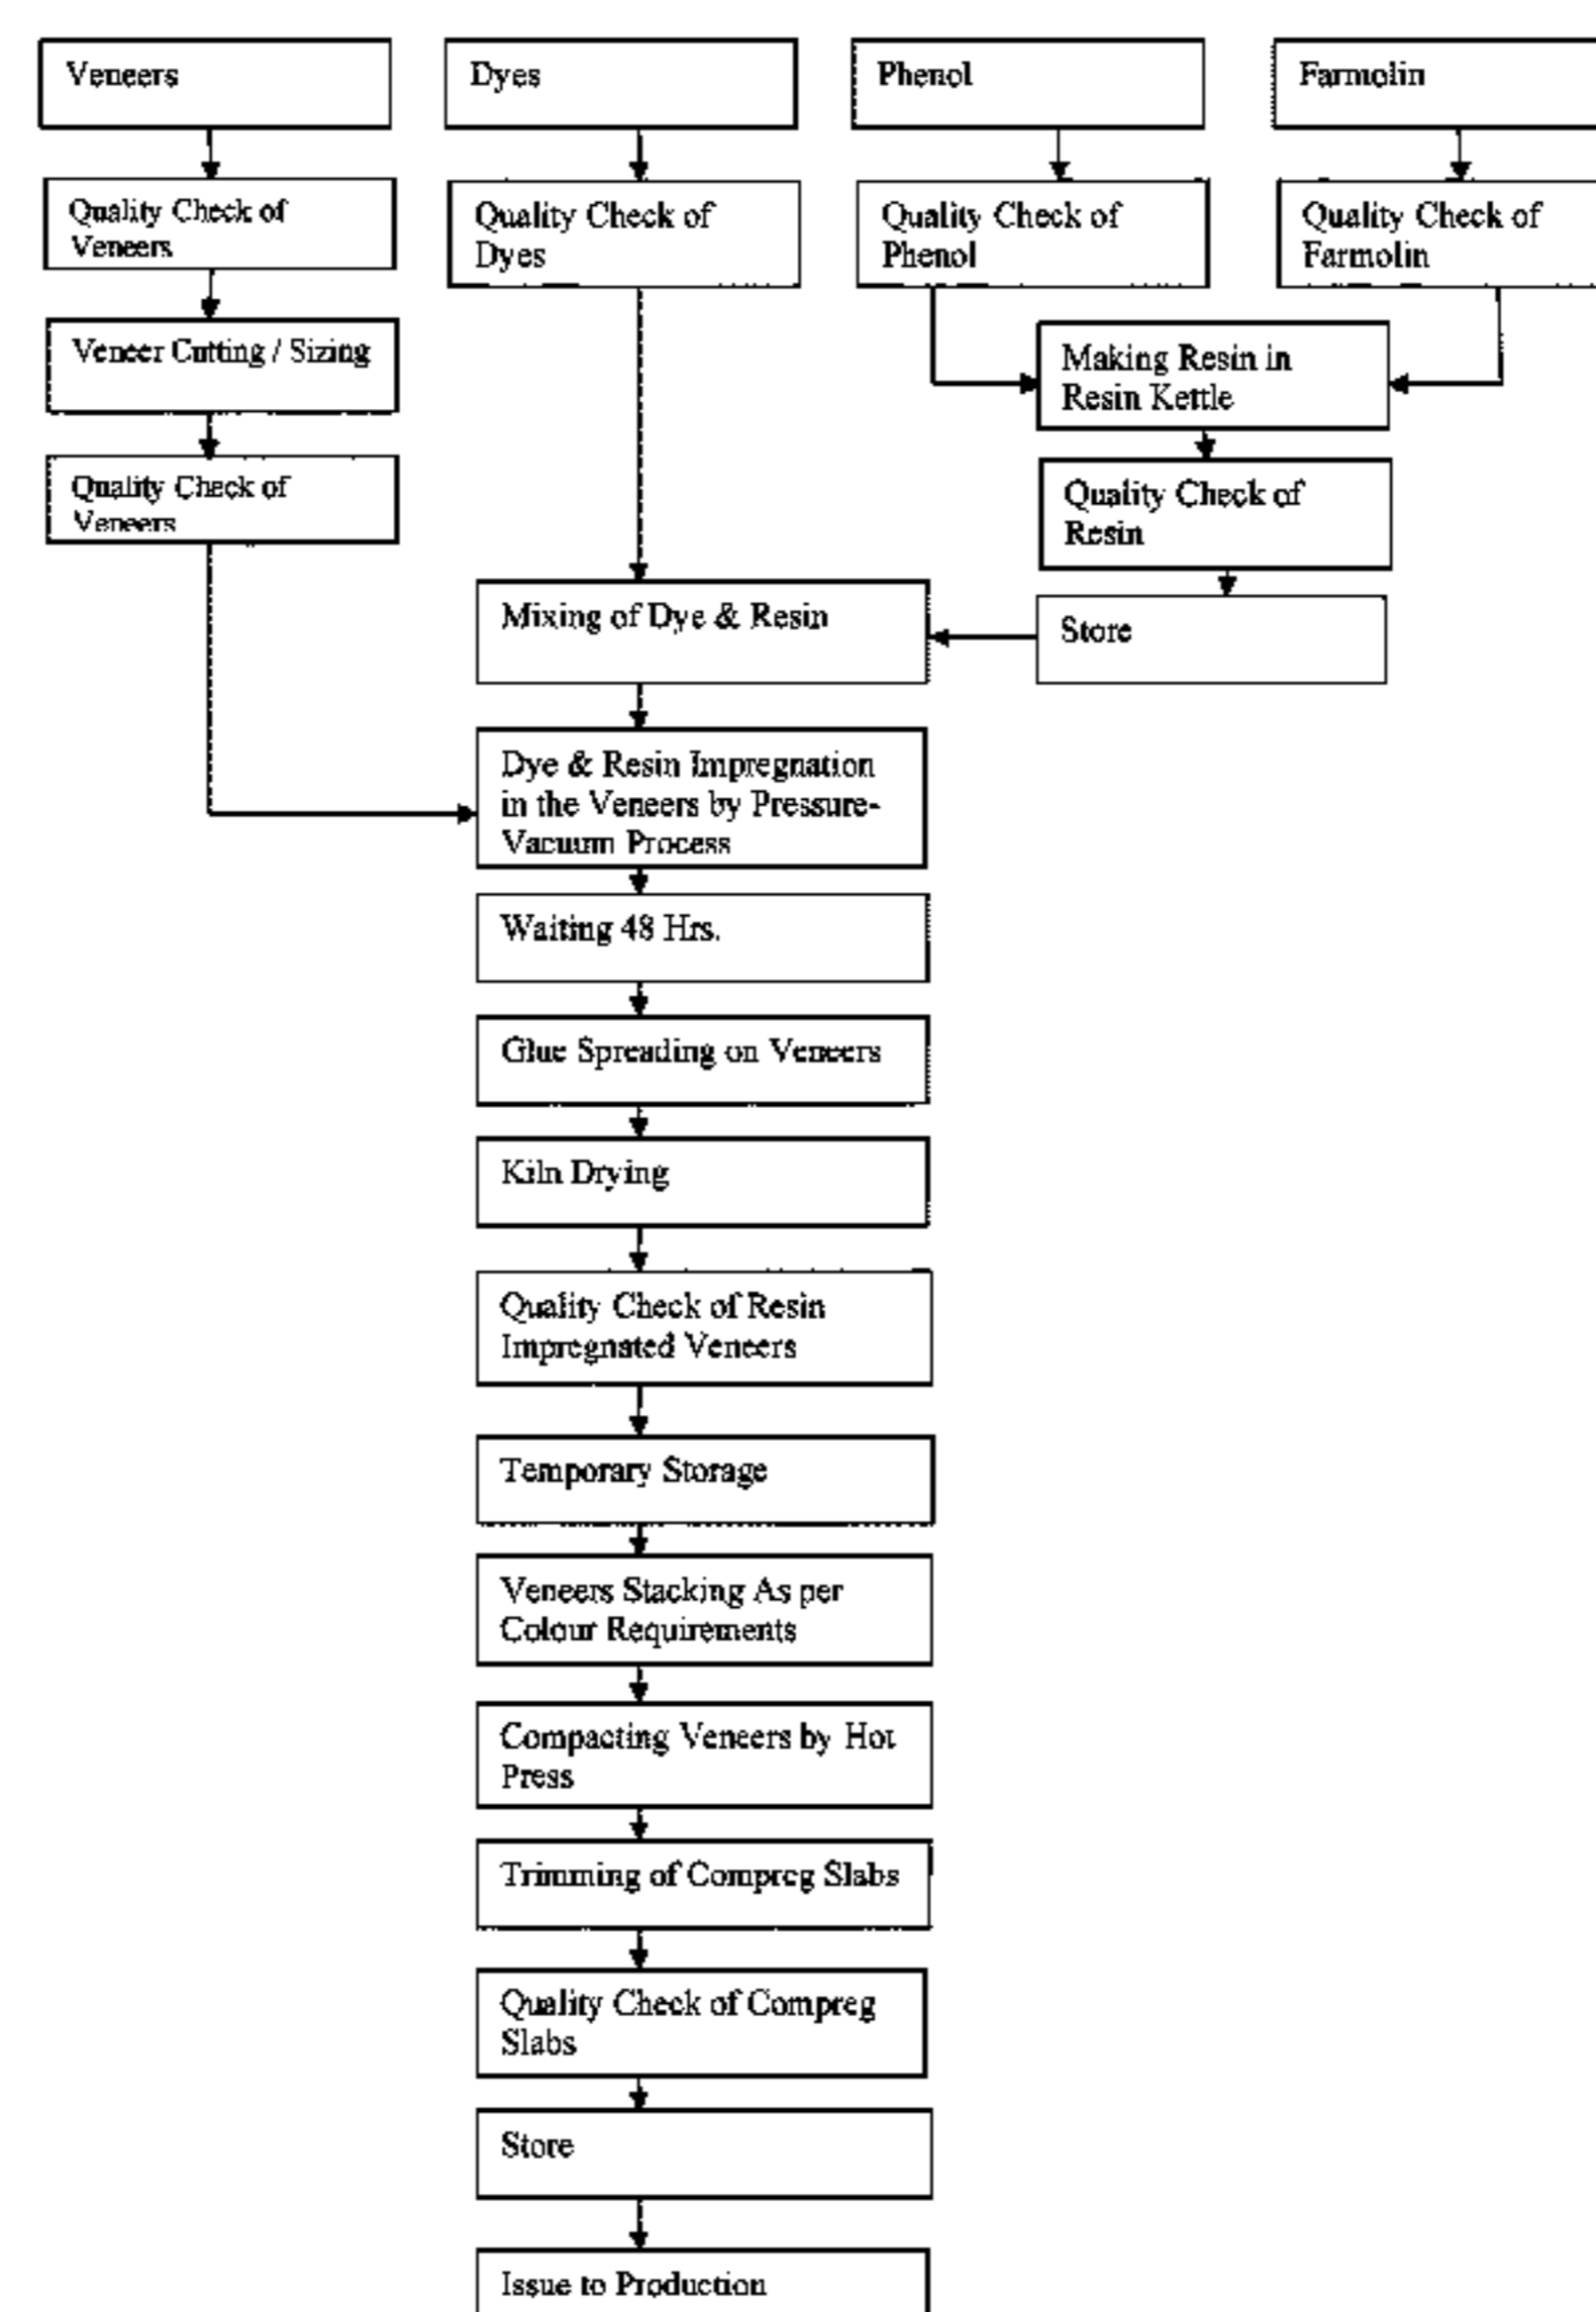 Veneers
Dyes
Phenol
Farmolin
Quality Check of
Veneers
Quality Check of
Dyes
Quality Check of
Phenol
Quality Check of
Farmolin
Veneer Cutting / Sizing
Making Resin in
Resin Kettle
Quality Check of
Veneers
Quality Check of
Resin
Mixing of Dye & Resin
Store
Dye & Resin Impregnation
in the Veneers by Pressure-
Vacuum Process
Waiting 48 Hrs.
Glue Spreading on Veneers
Kiln Drying
Quality Check of Resin
Impregnated Veneers
Temporary Storage
Veneers Stacking As per
Colour Requirements
Compacting Veneers by Hot
Press
Trimming of Compreg Slabs
Quality Check of Compreg
Slabs
Store
Issue to Production